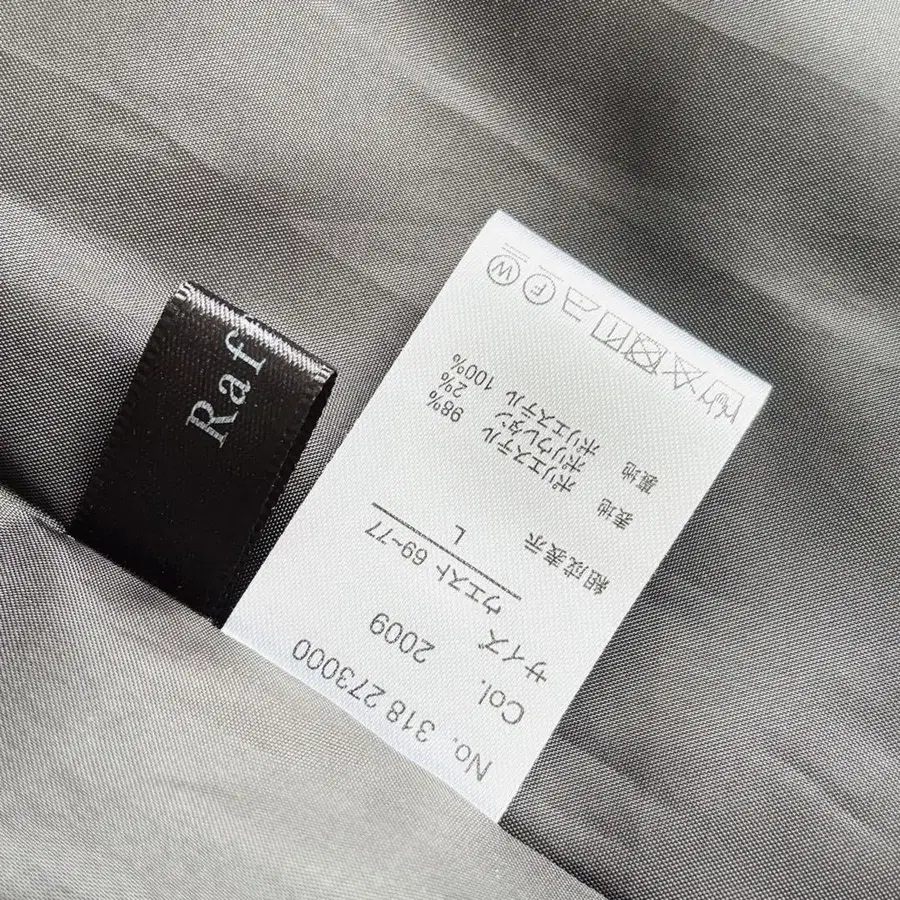 Raf
No. 318 273000
Col. 2009
サイズ L
ウエスト 69~77
組成表示
表地 ポリエステル 98%
ポリウレタン 2%
裏地 ポリエステル 100%
W F